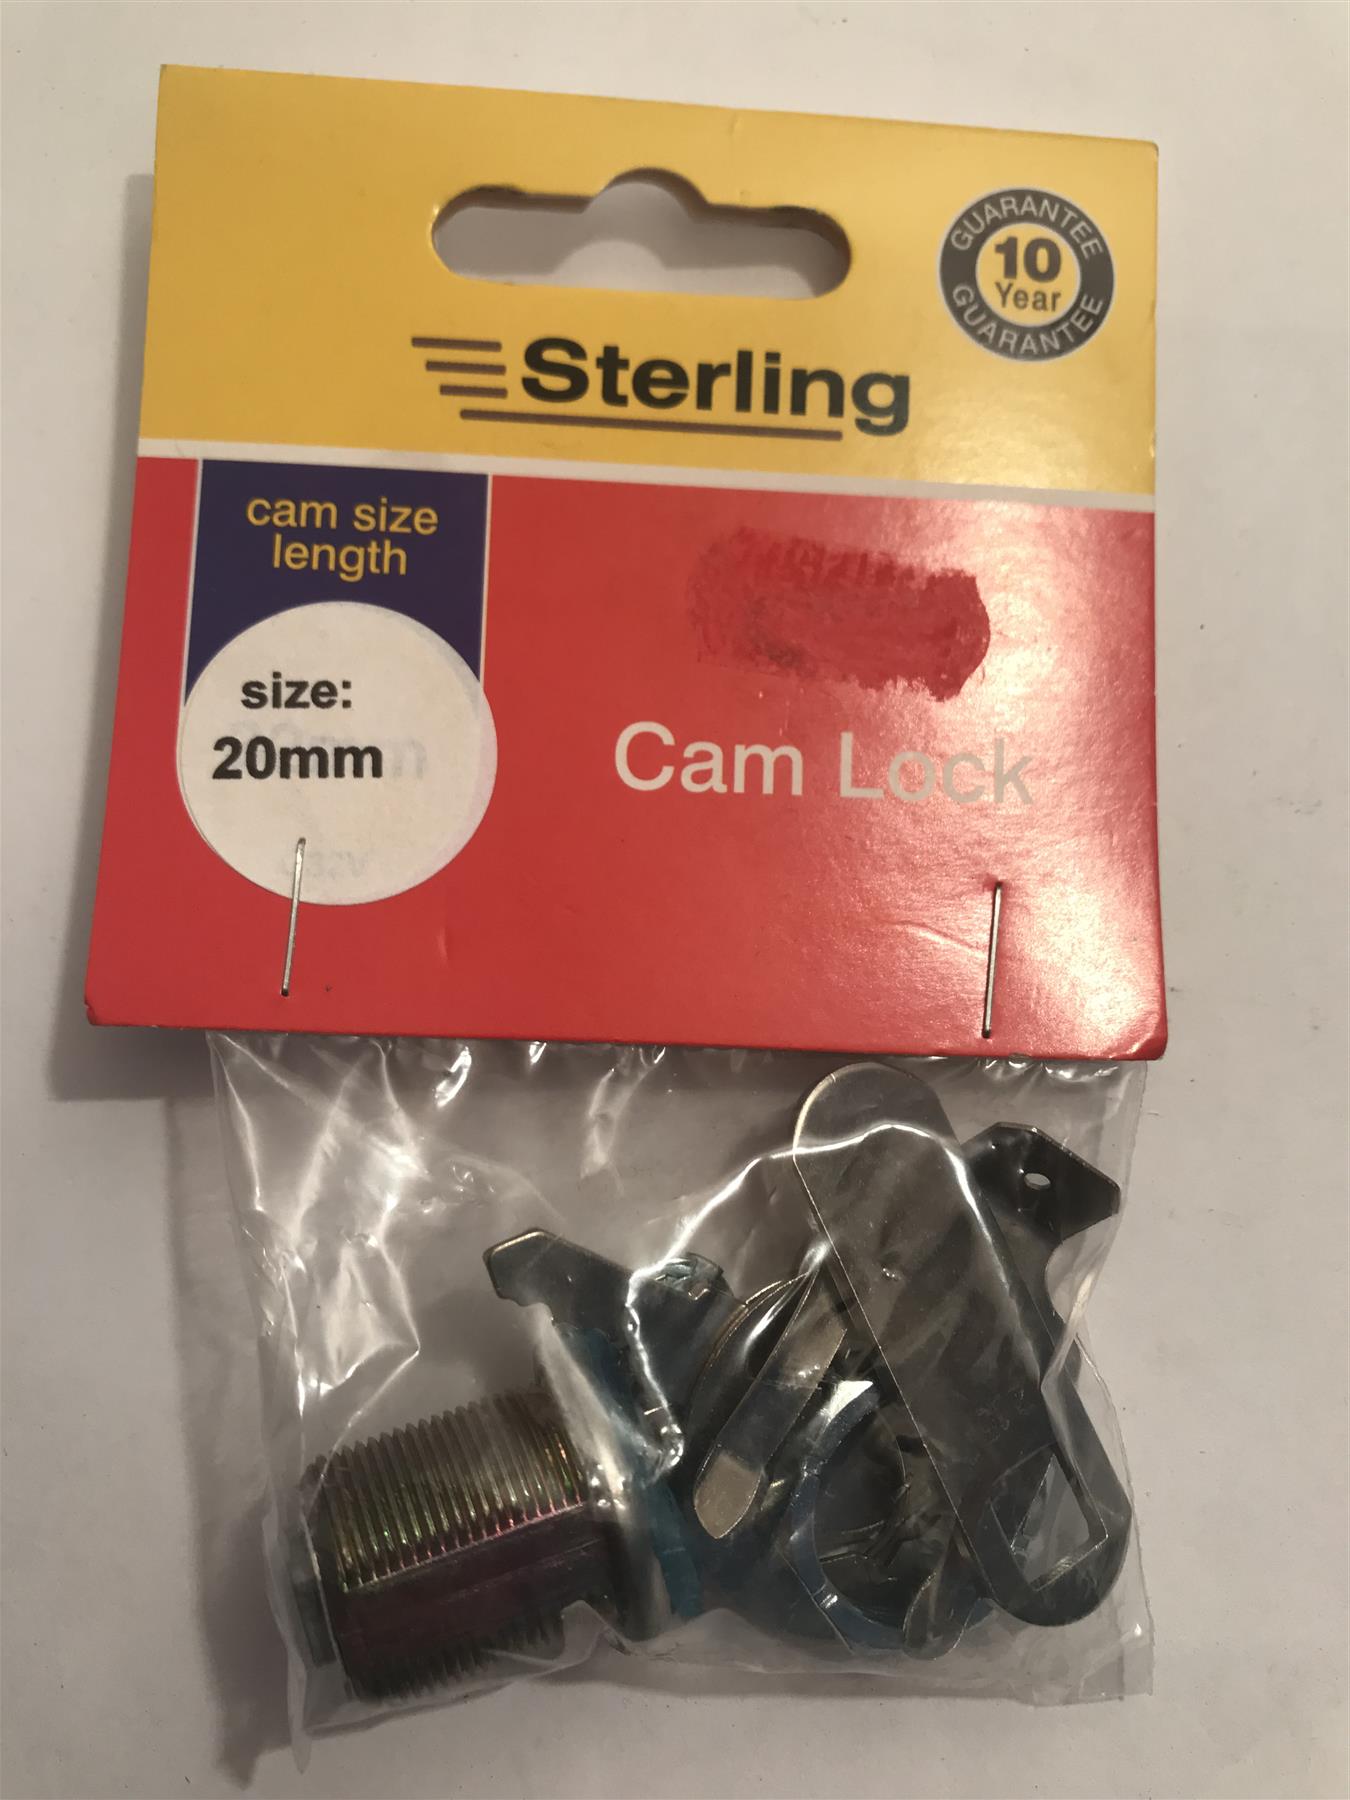 GUARANTEE
10
Year
GUARANTEE
Sterling
cam size
length
size:
20mm
Cam Lock